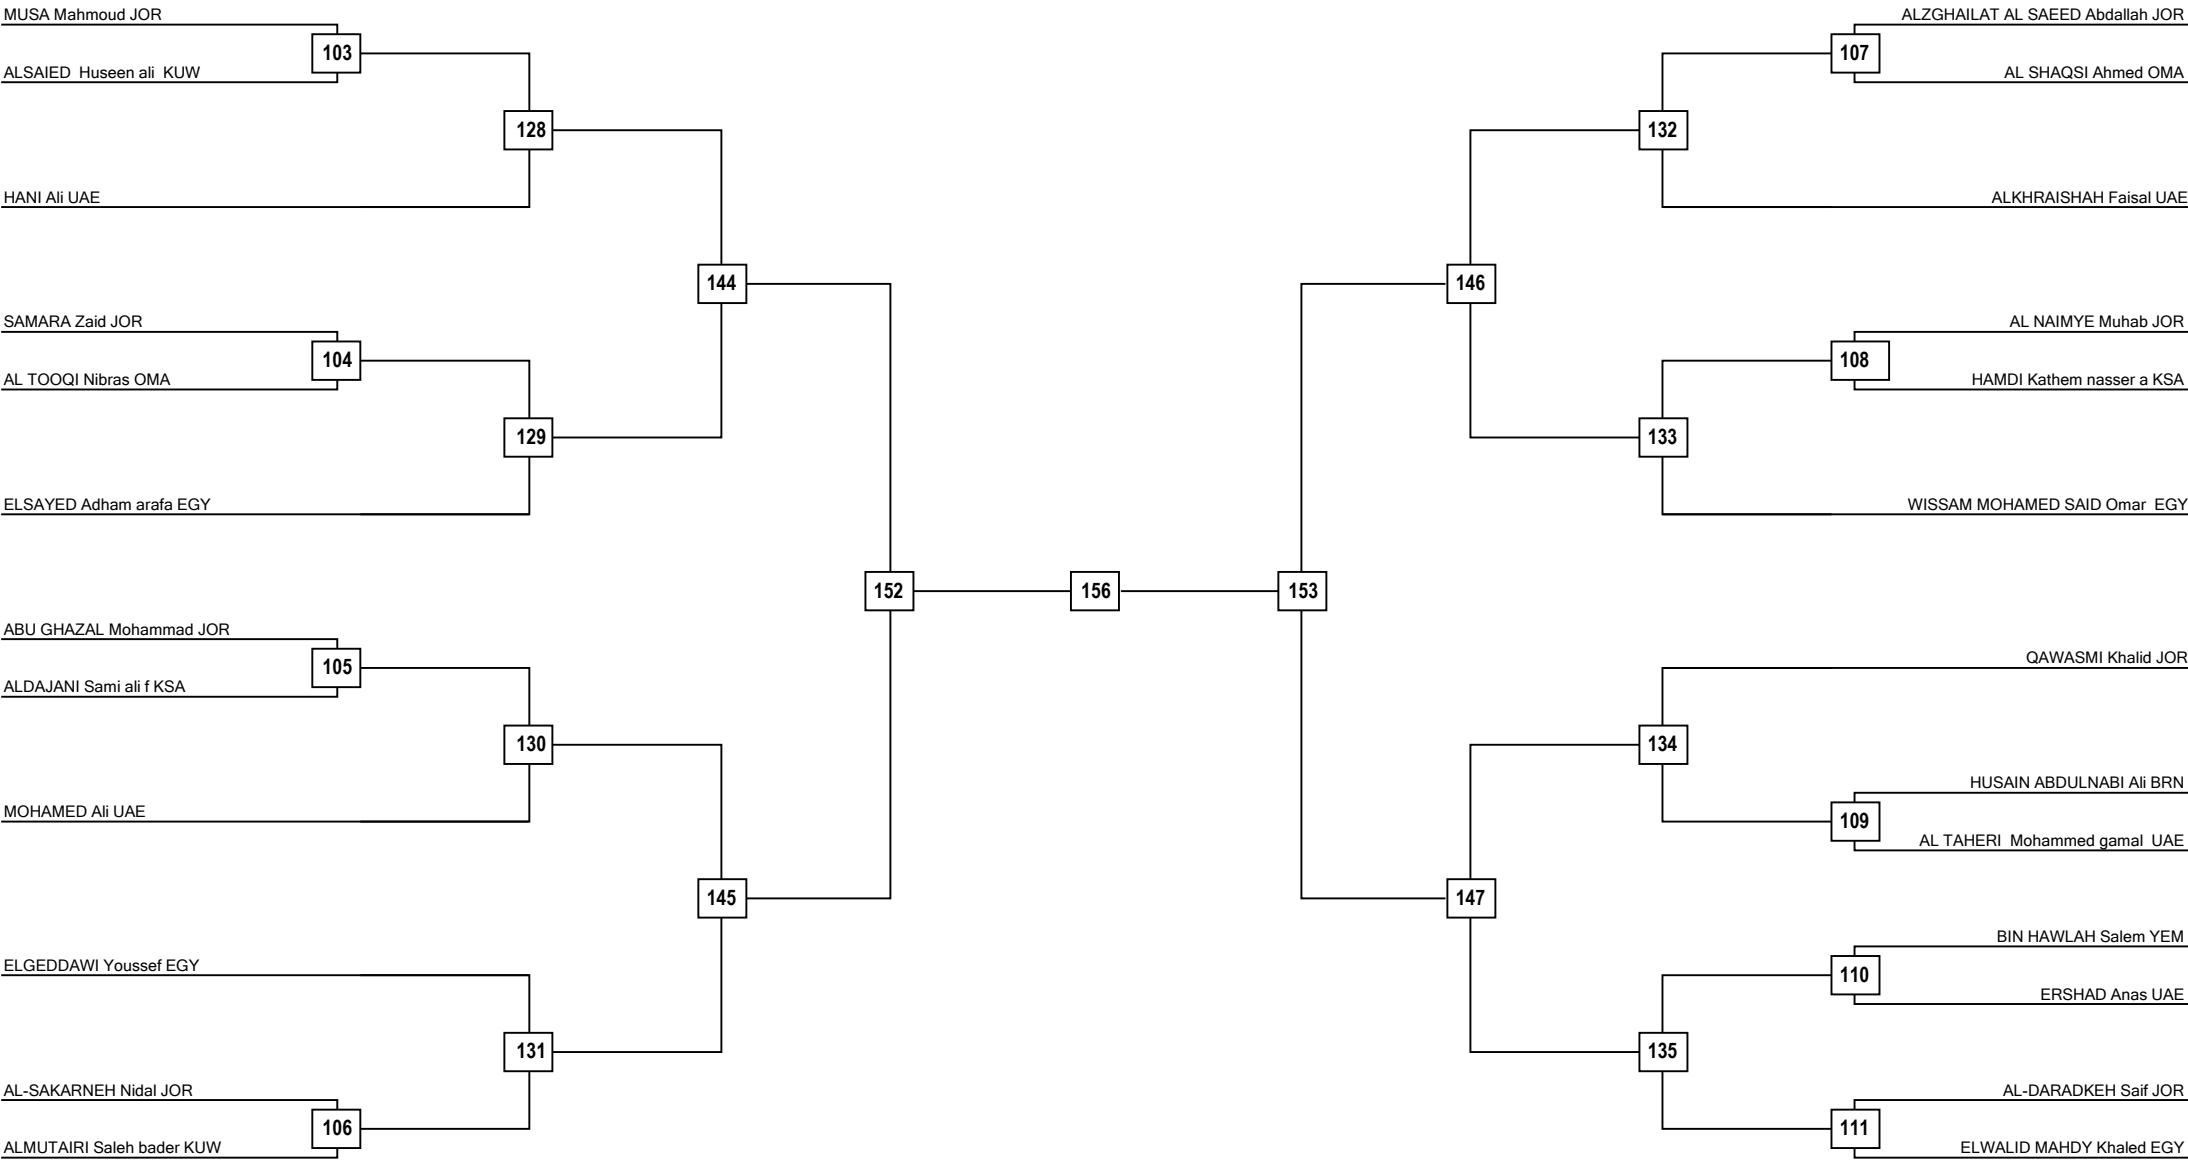 MUSA Mahmoud JOR
103
ALSAIED  Huseen ali  KUW
128
HANI Ali UAE
144
SAMARA Zaid JOR
104
AL TOOQI Nibras OMA
129
ELSAYED Adham arafa EGY
152
ABU GHAZAL Mohammad JOR
105
ALDAJANI Sami ali f KSA
130
MOHAMED Ali UAE
145
ELGEDDAWI Youssef EGY
131
AL-SAKARNEH Nidal JOR
106
ALMUTAIRI Saleh bader KUW
156
ALZGHAILAT AL SAEED Abdallah JOR
107
AL SHAQSI Ahmed OMA
132
ALKHRAISHAH Faisal UAE
146
AL NAIMYE Muhab JOR
108
HAMDI Kathem nasser a KSA
133
WISSAM MOHAMED SAID Omar  EGY
153
QAWASMI Khalid JOR
134
HUSAIN ABDULNABI Ali BRN
109
AL TAHERI  Mohammed gamal  UAE
147
BIN HAWLAH Salem YEM
110
ERSHAD Anas UAE
135
AL-DARADKEH Saif JOR
111
ELWALID MAHDY Khaled EGY